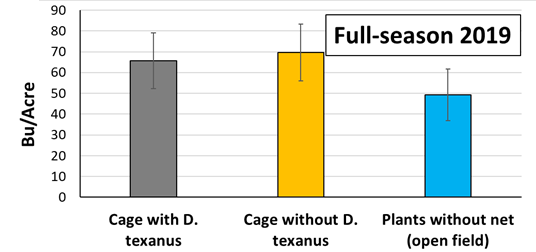 Full-season 2019
Bu/Acre
90
80
70
60
50
40
30
20
10
0
Cage with D.
texanus
Cage without D.
texanus
Plants without net
(open field)